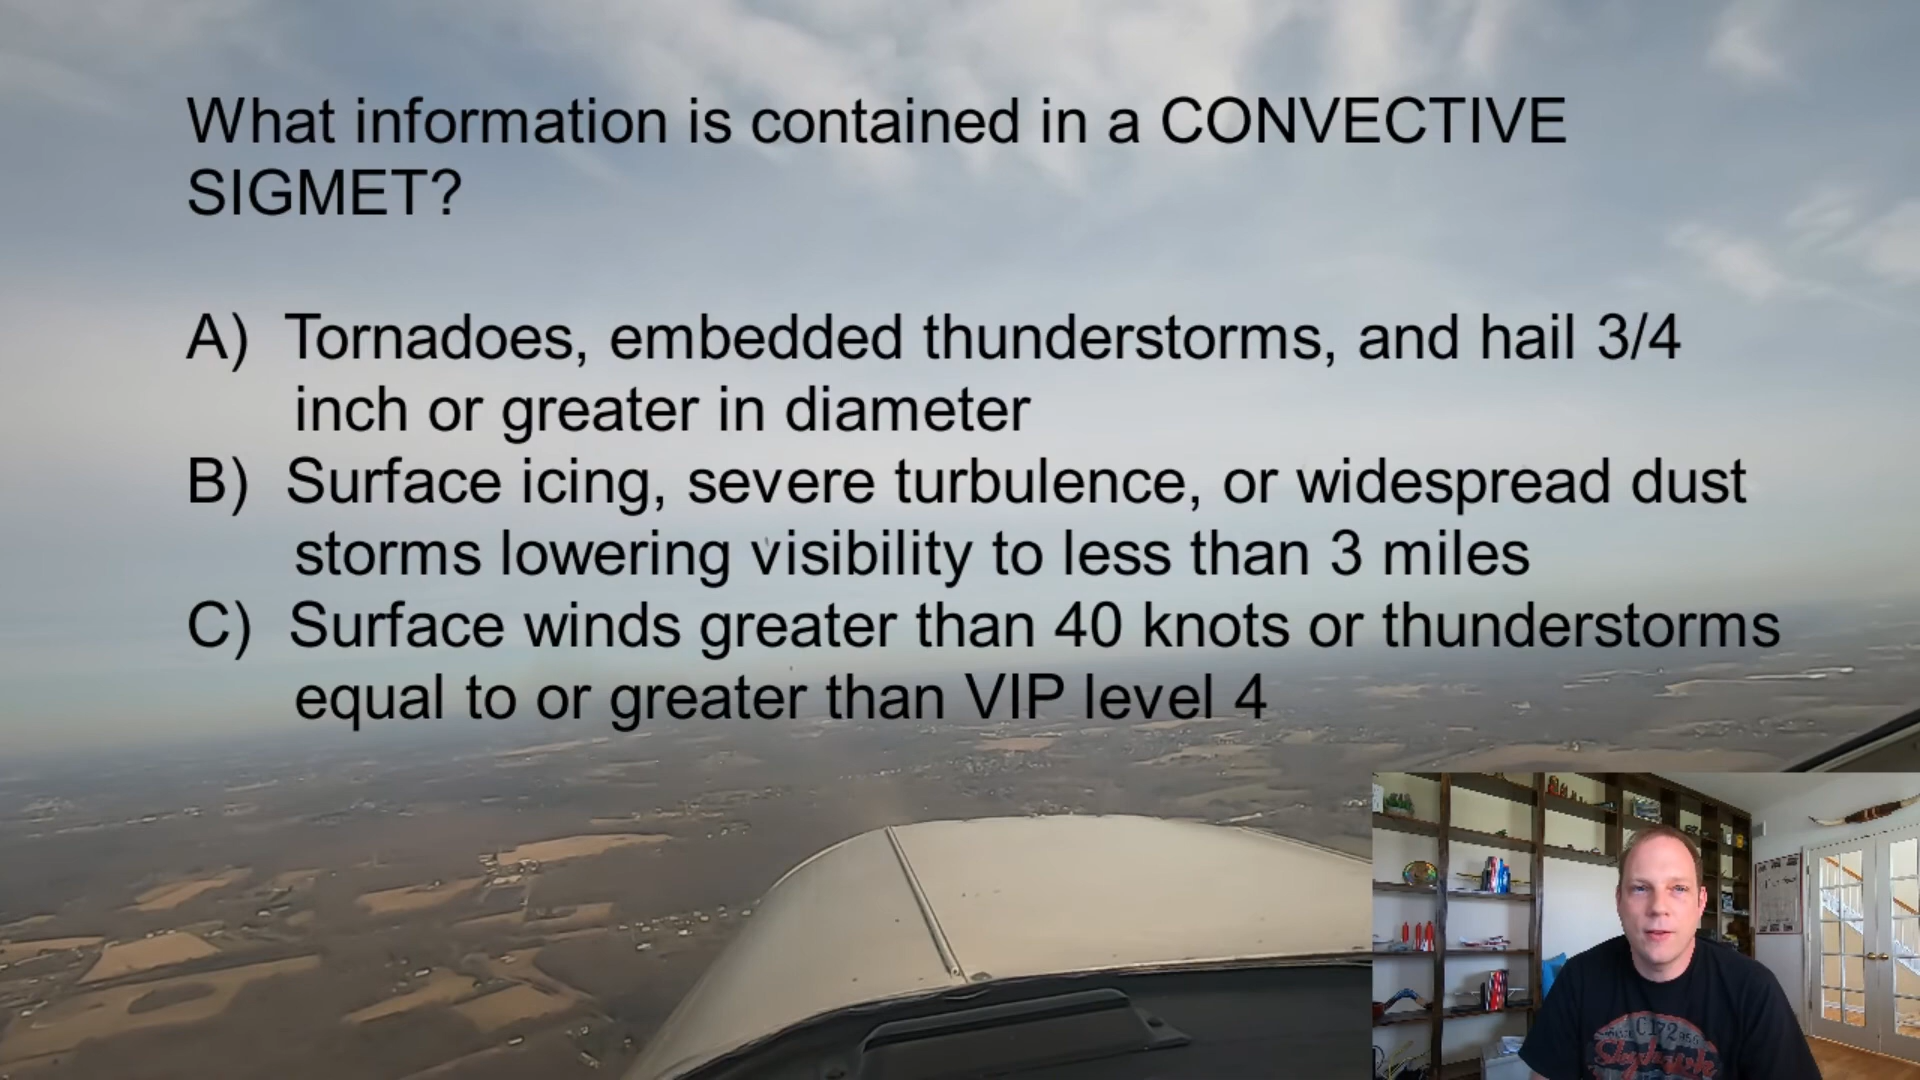 What information is contained in a CONVECTIVE
SIGMET?
A) Tornadoes, embedded thunderstorms, and hail 3/4
inch or greater in diameter
B) Surface icing, severe turbulence, or widespread dust
storms lowering visibility to less than 3 miles
C) Surface winds greater than 40 knots or thunderstorms
equal to or greater than VIP level 4
C172
Skyhawk